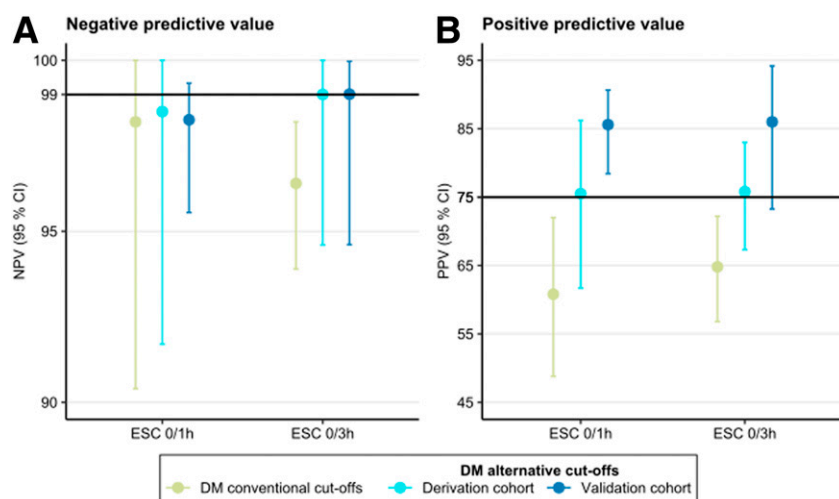 A Negative predictive value
100
99
95
90
NPV (95 % CI)
ESC 0/1h ESC 0/3h
B Positive predictive value
95
85
75
65
55
45
PPV (95 % CI)
ESC 0/1h ESC 0/3h
DM alternative cut-offs
DM conventional cut-offs Derivation cohort Validation cohort